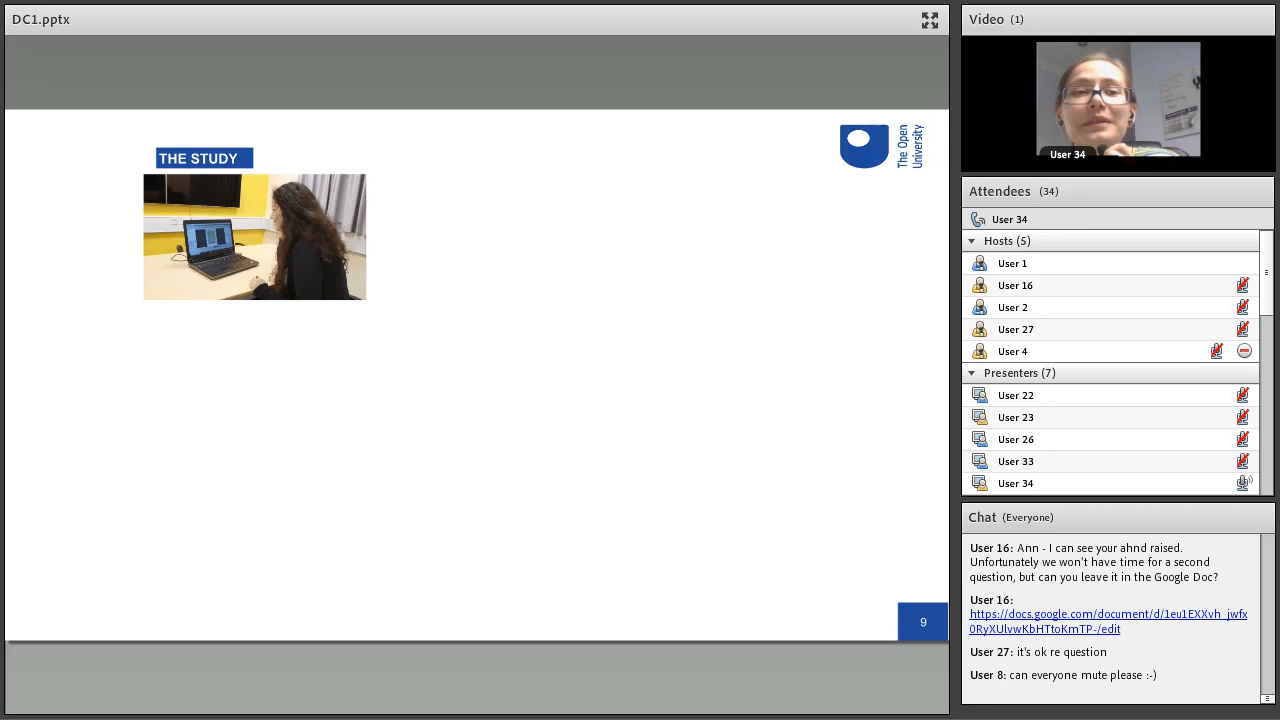 DC1.pptx
THE STUDY
The Open
University
9
Video (1)
User 34
Attendees (34)
User 34
Hosts (5)
User 1
User 16
User 2
User 27
User 4
Presenters (7)
User 22
User 23
User 26
User 33
User 34
Chat (Everyone)
User 16: Ann - I can see your ahnd raised.
Unfortunately we won't have time for a second
question, but can you leave it in the Google Doc?
User 16:
https://docs.google.com/document/d/1eu1EXXvh_jwfx
0RyXUlvwKbHTtoKmTP-/edit
User 27: it's ok re question
User 8: can everyone mute please :-)